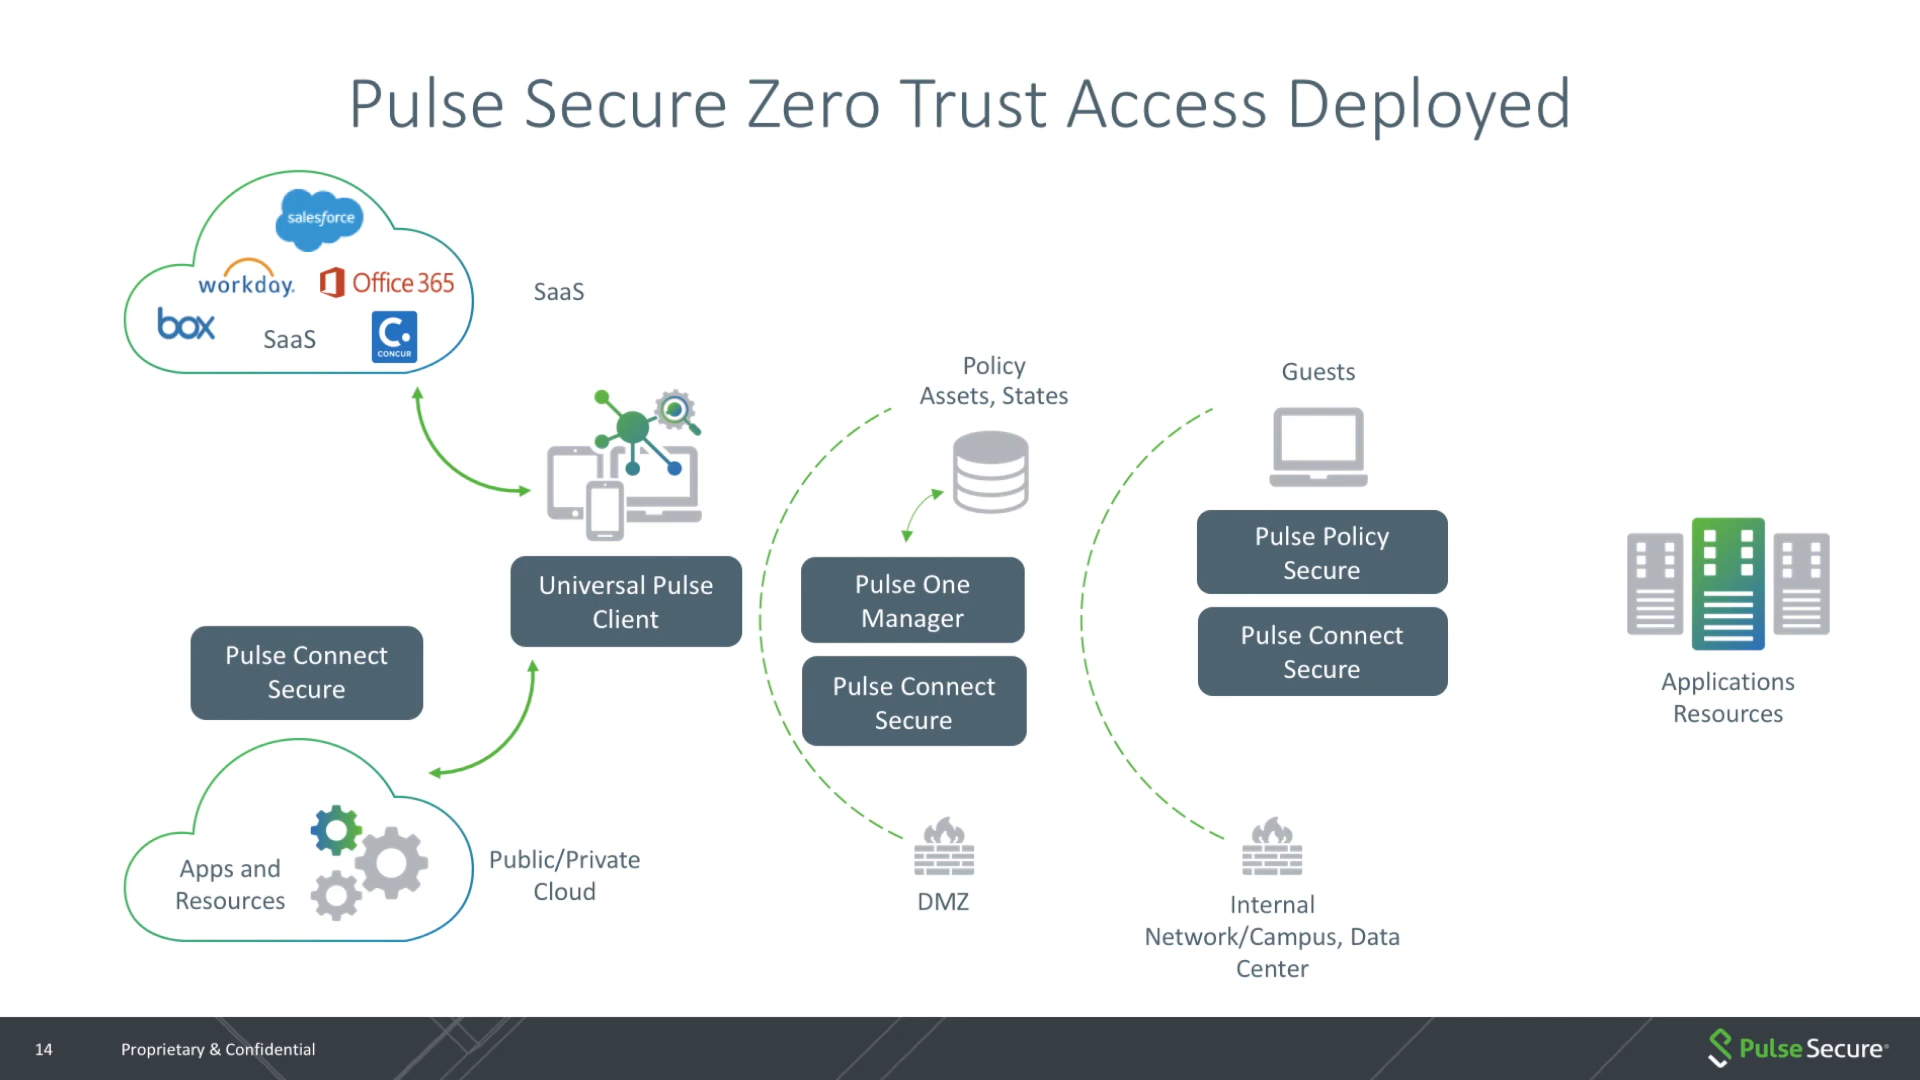 Pulse Secure Zero Trust Access Deployed
salesforce
workday.
Office 365
box
SaaS
C.
CONCUR
SaaS
Policy
Assets, States
Guests
Universal Pulse
Client
Pulse One
Manager
Pulse Connect
Secure
Pulse Policy
Secure
Pulse Connect
Secure
Applications
Resources
Pulse Connect
Secure
Apps and
Resources
Public/Private
Cloud
DMZ
Internal
Network/Campus, Data
Center
14
Proprietary & Confidential
Pulse Secure